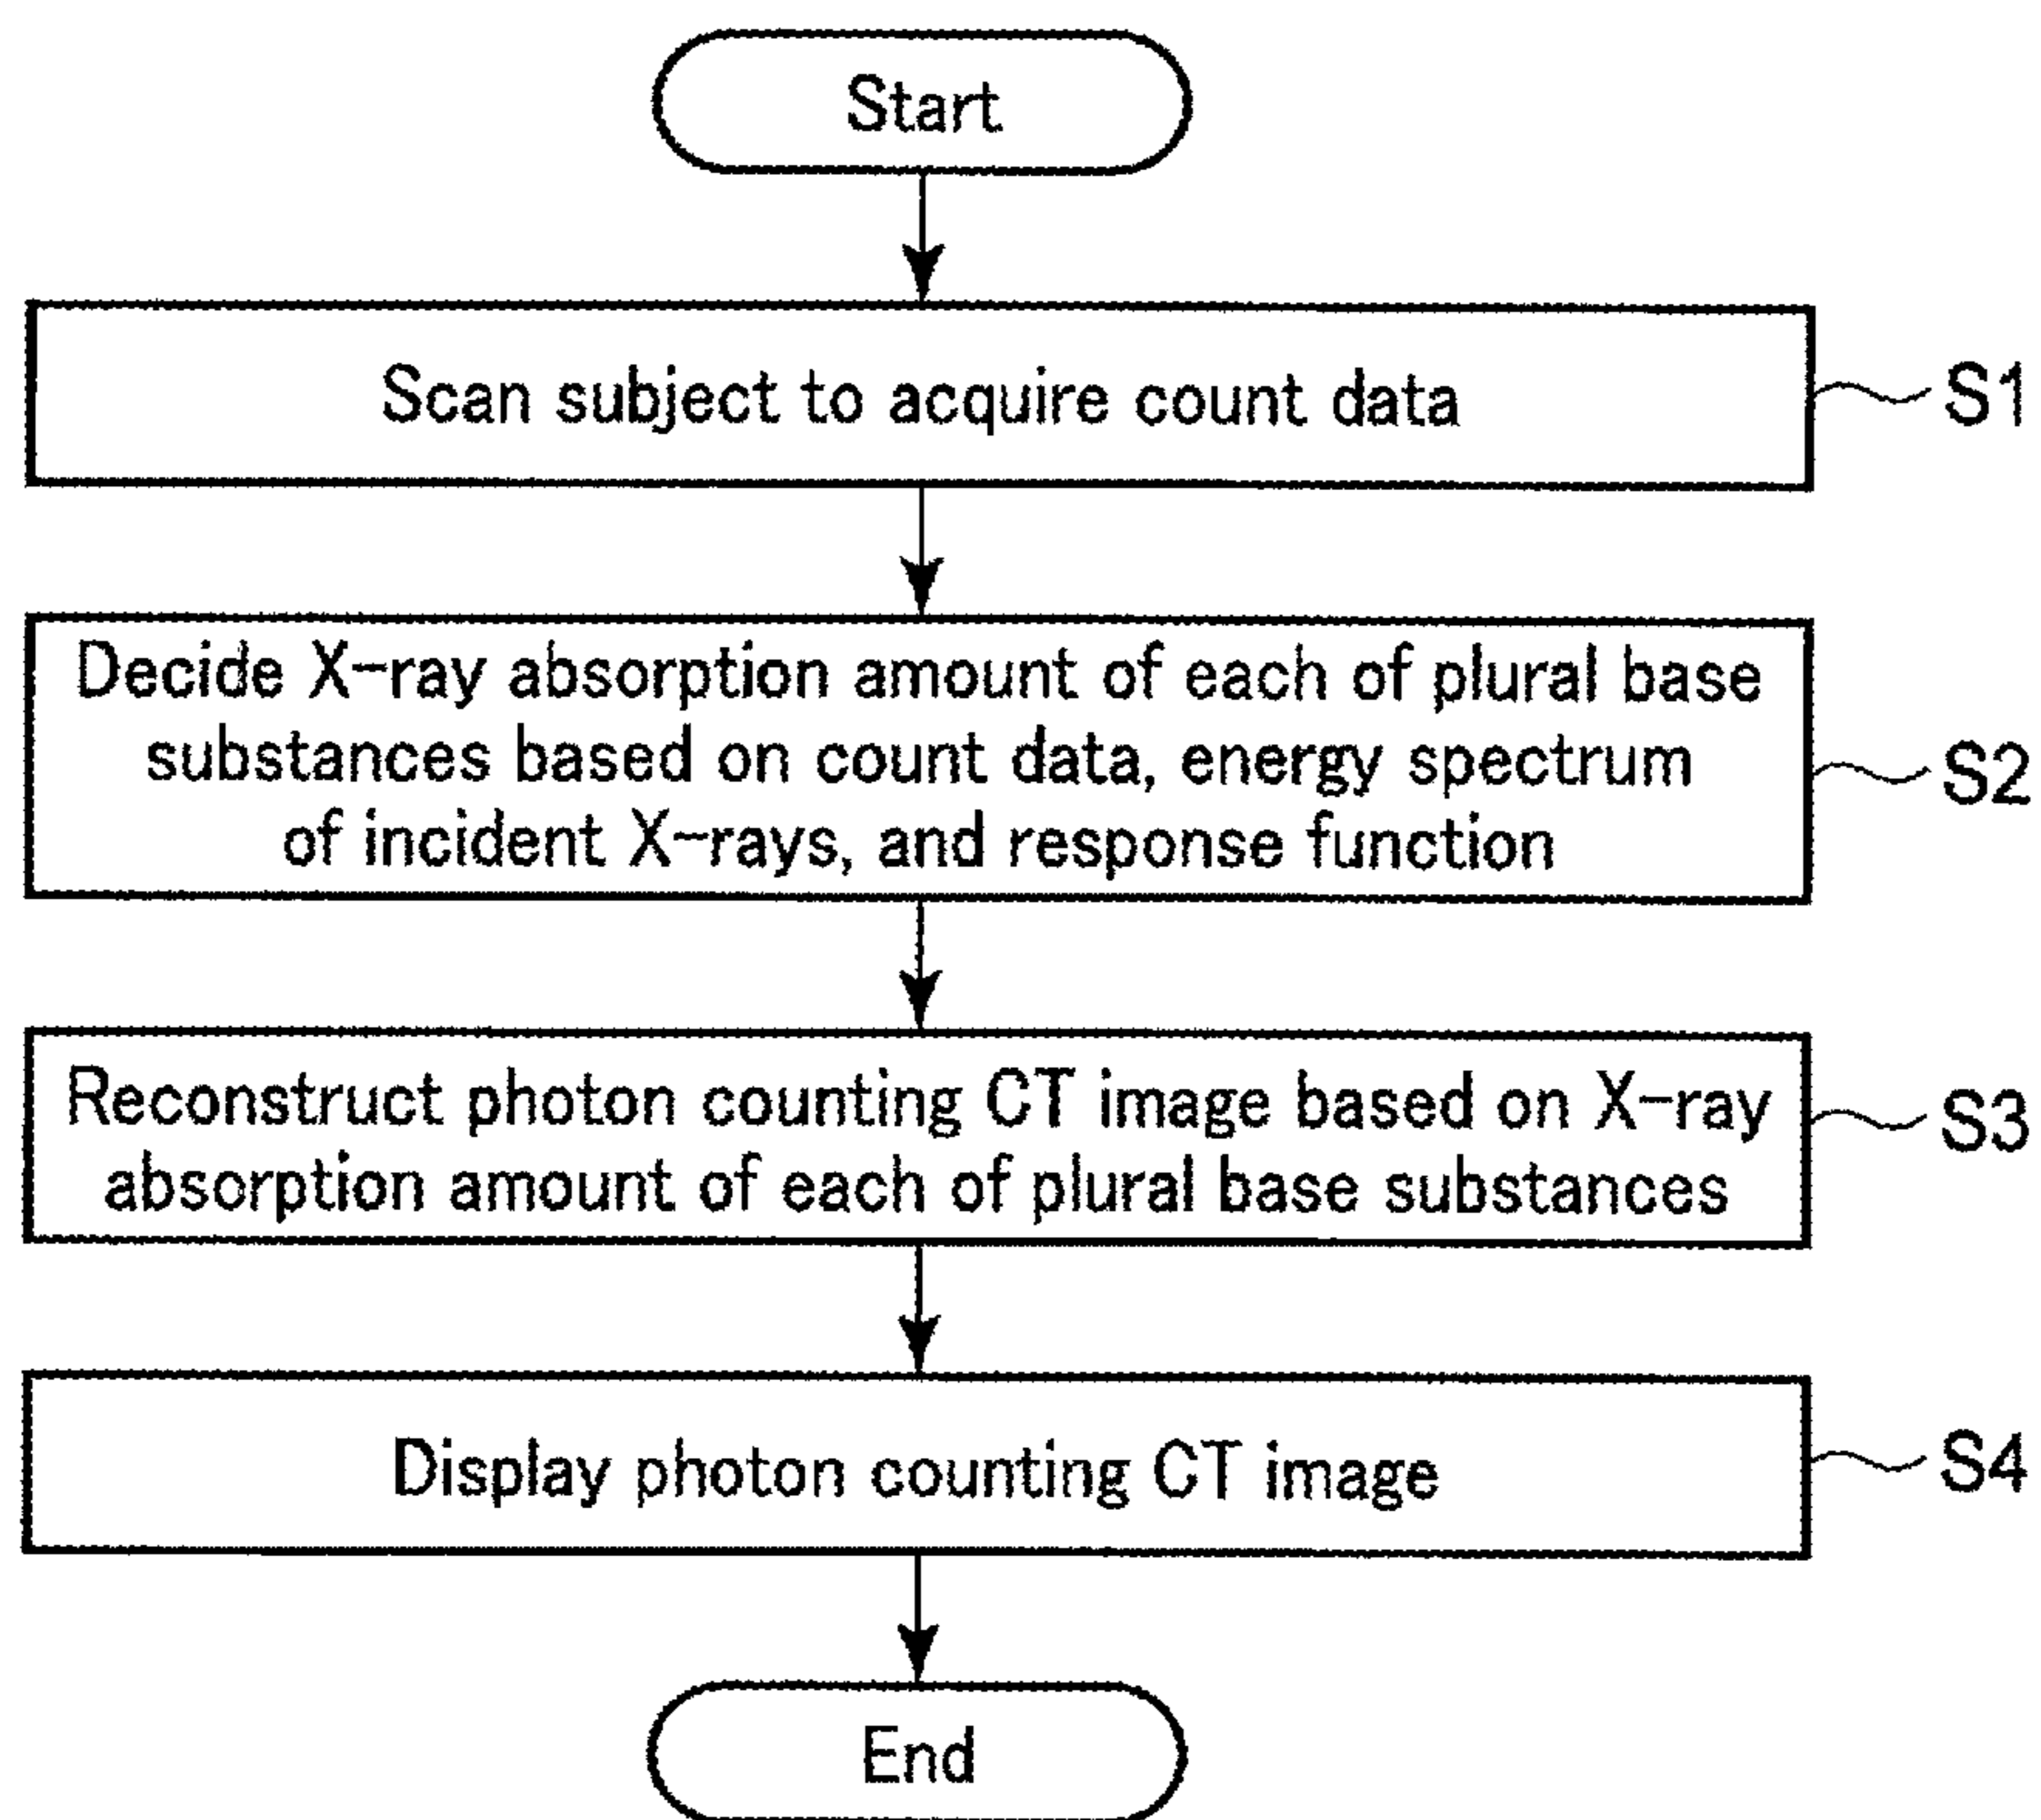 Start
Scan subject to acquire count data
S1
Decide X-ray absorption amount of each of plural base
substances based on count data, energy spectrum
of incident X-rays, and response function
S2
Reconstruct photon counting CT image based on X-ray
absorption amount of each of plural base substances
S3
Display photon counting CT image
S4
End